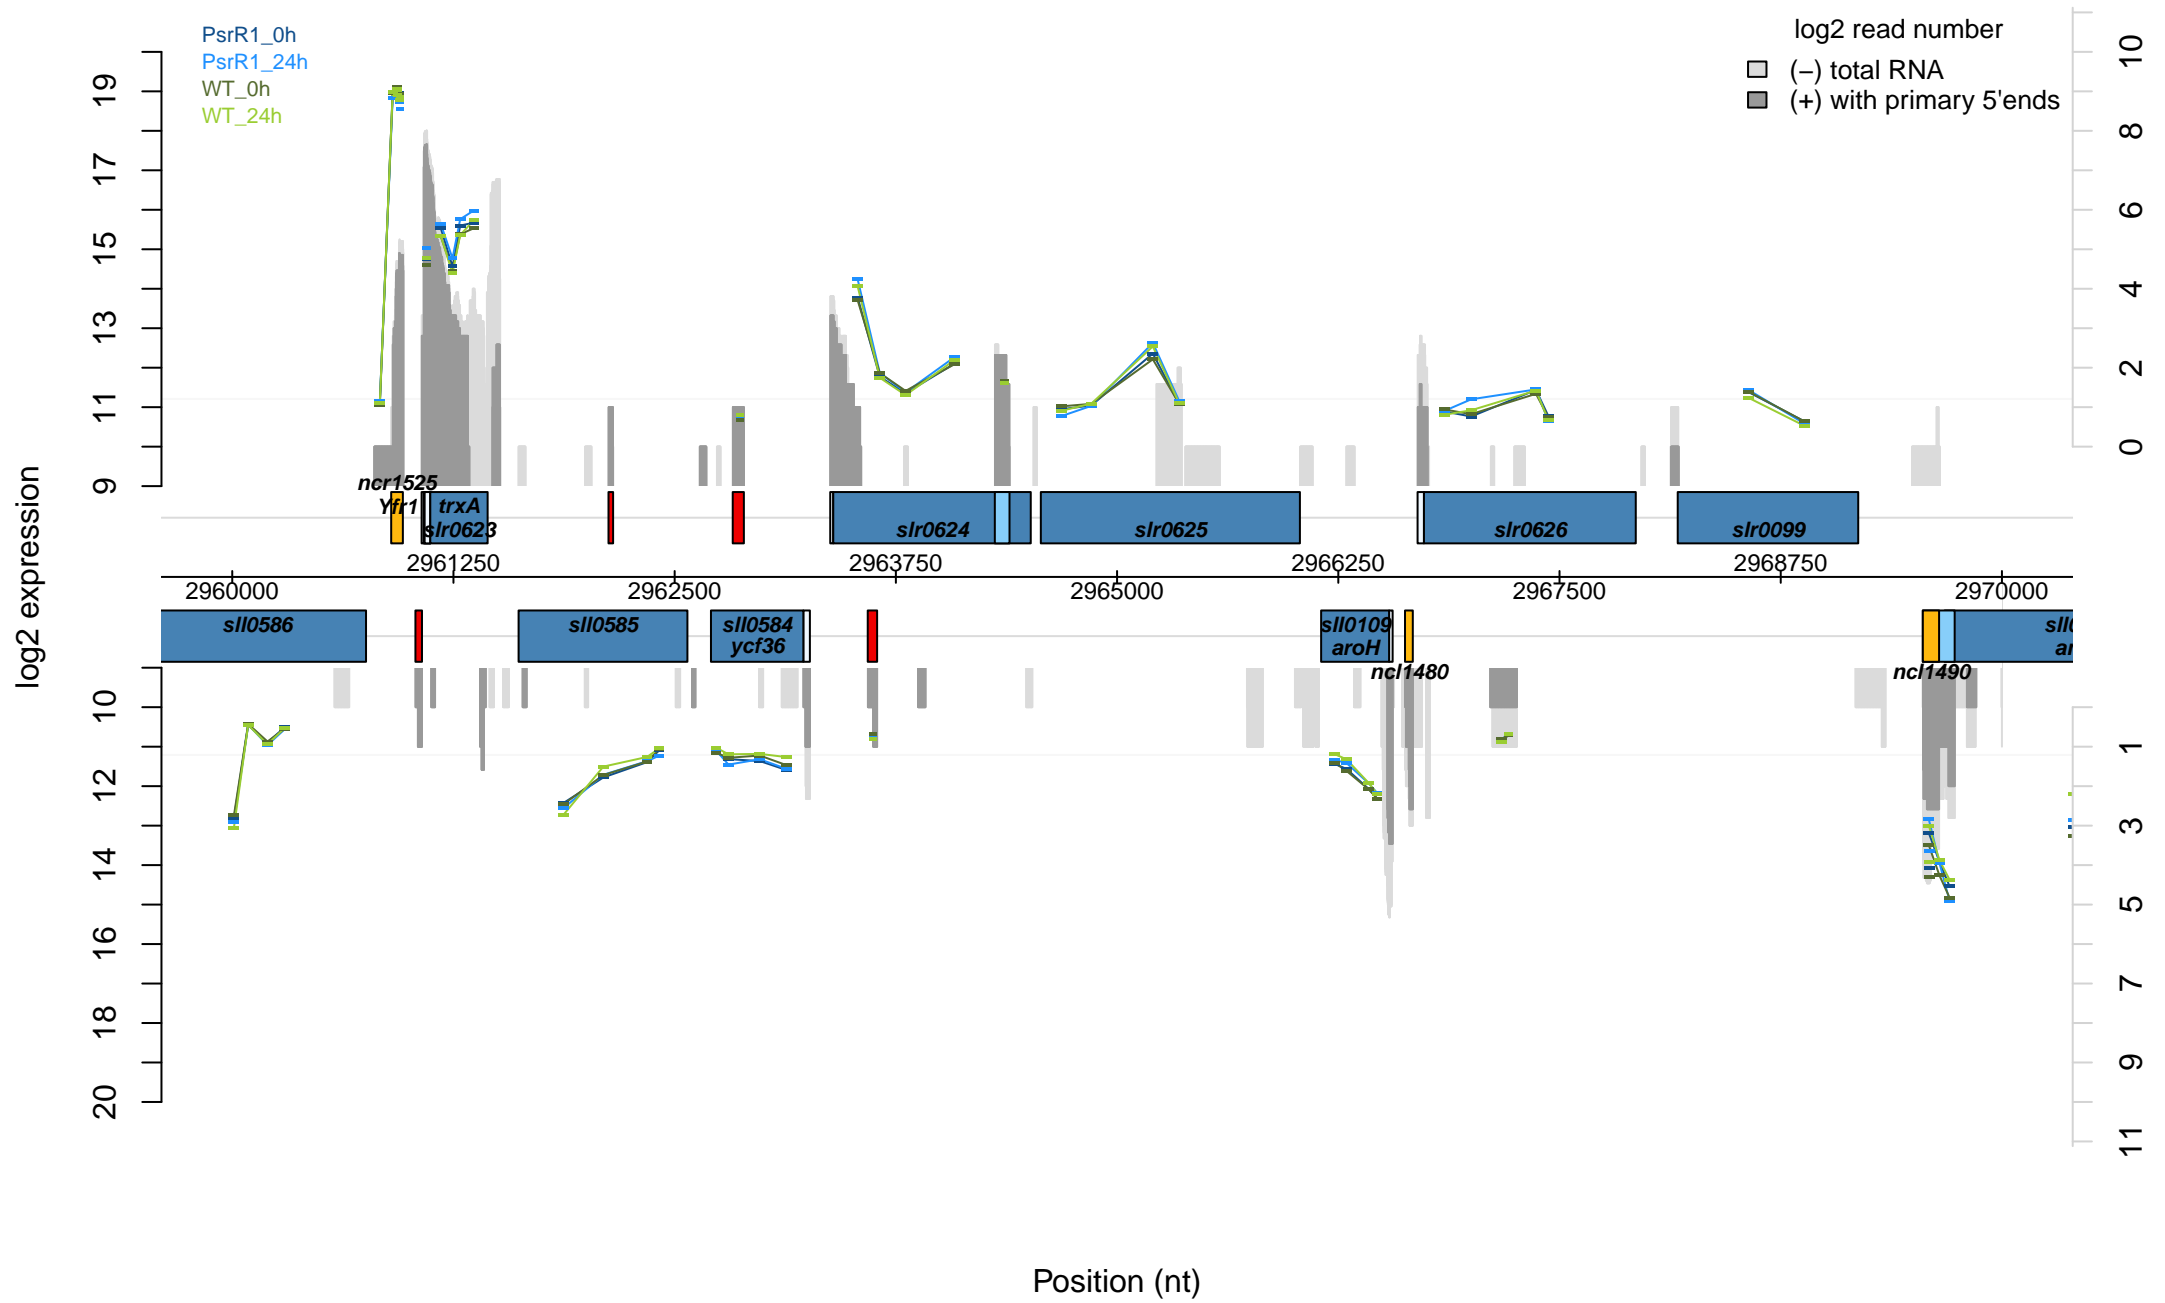 PsrR1_0h
PsrR1_24h
WT_0h
WT_24h
log2 read number
(−) total RNA
(+) with primary 5'ends
19
17
15
13
11
9
10
8
6
4
2
0
log2 expression
ncr1525
Yfr1
trxA
slr0623
slr0624
slr0625
slr0626
slr0099
2961250
2963750
2966250
2968750
2960000
2962500
2965000
2967500
2970000
sll0586
sll0585
sll0584
ycf36
sll0109
aroH
ncl1480
ncl1490
10
12
14
16
18
20
1
3
5
7
9
11
Position (nt)